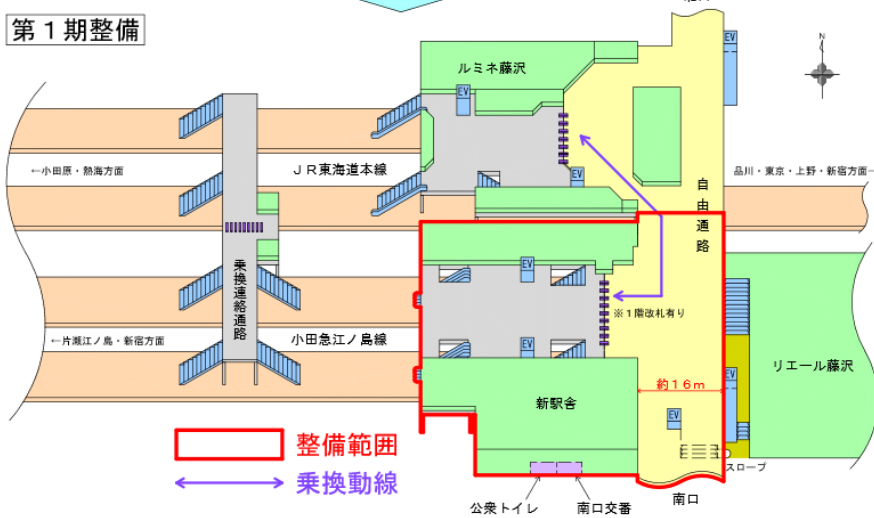 第１期整備
EV
N
ルミネ藤沢
EV
←小田原・熱海方面
ＪＲ東海道本線
EV
品川・東京・上野・新宿方面→
自由通路
乗換連絡通路
EV
※１階改札有り
←片瀬江ノ島・新宿方面
小田急江ノ島線
EV
リエール藤沢
EV
約１６ｍ
新駅舎
EV
整備範囲
スロープ
乗換動線
公衆トイレ
南口交番
南口